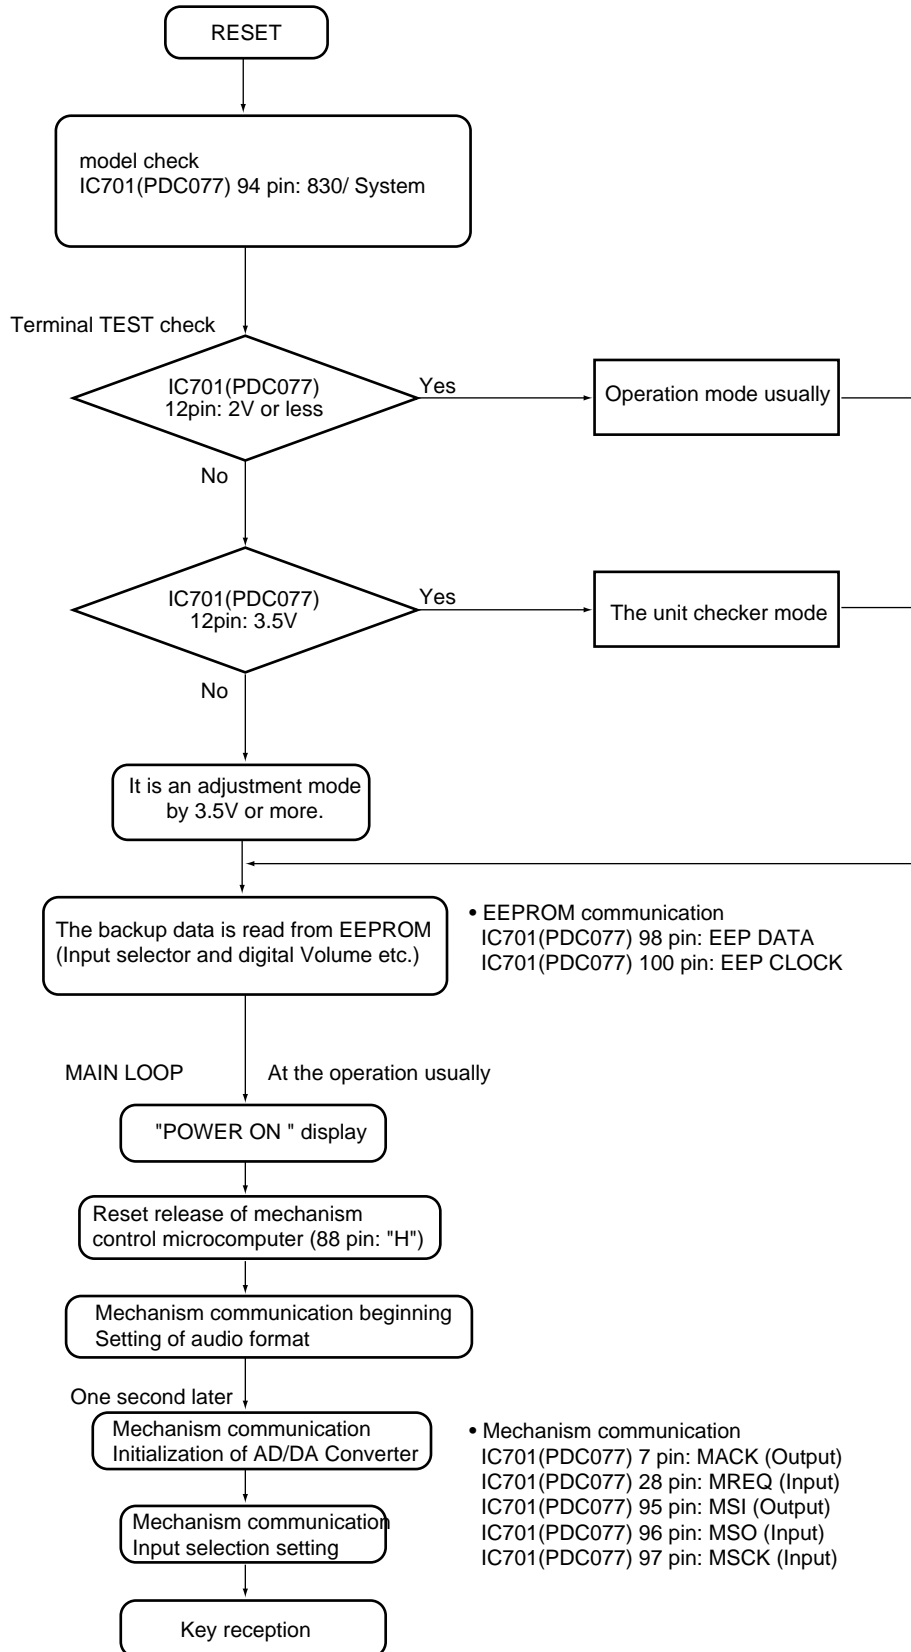 RESET
model check
IC701(PDC077) 94 pin: 830/ System
Terminal TEST check
IC701(PDC077)
12pin: 2V or less
Yes
Operation mode usually
No
IC701(PDC077)
12pin: 3.5V
Yes
The unit checker mode
No
It is an adjustment mode
by 3.5V or more.
The backup data is read from EEPROM
(Input selector and digital Volume etc.)
• EEPROM communication
IC701(PDC077) 98 pin: EEP DATA
IC701(PDC077) 100 pin: EEP CLOCK
MAIN LOOP
At the operation usually
"POWER ON " display
Reset release of mechanism
control microcomputer (88 pin: "H")
Mechanism communication beginning
Setting of audio format
One second later
Mechanism communication
Initialization of AD/DA Converter
• Mechanism communication
IC701(PDC077) 7 pin: MACK (Output)
IC701(PDC077) 28 pin: MREQ (Input)
IC701(PDC077) 95 pin: MSI (Output)
IC701(PDC077) 96 pin: MSO (Input)
IC701(PDC077) 97 pin: MSCK (Input)
Mechanism communication
Input selection setting
Key reception